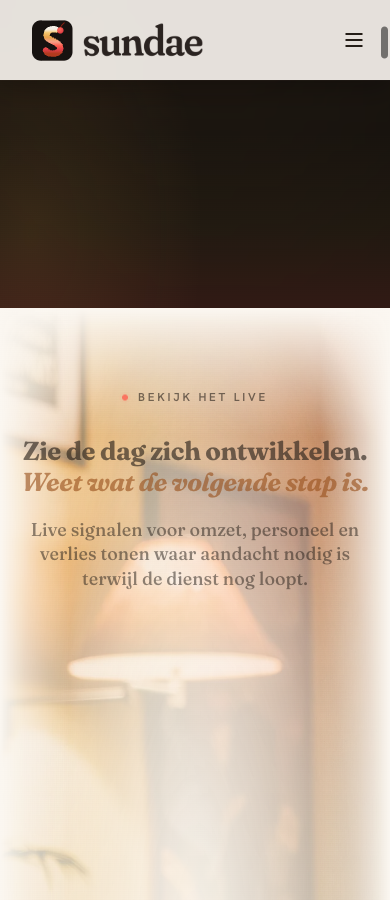 sundae
BEKIJK HET LIVE
Zie de dag zich ontwikkelen.
Weet wat de volgende stap is.
Live signalen voor omzet, personeel en
verlies tonen waar aandacht nodig is
terwijl de dienst nog loopt.